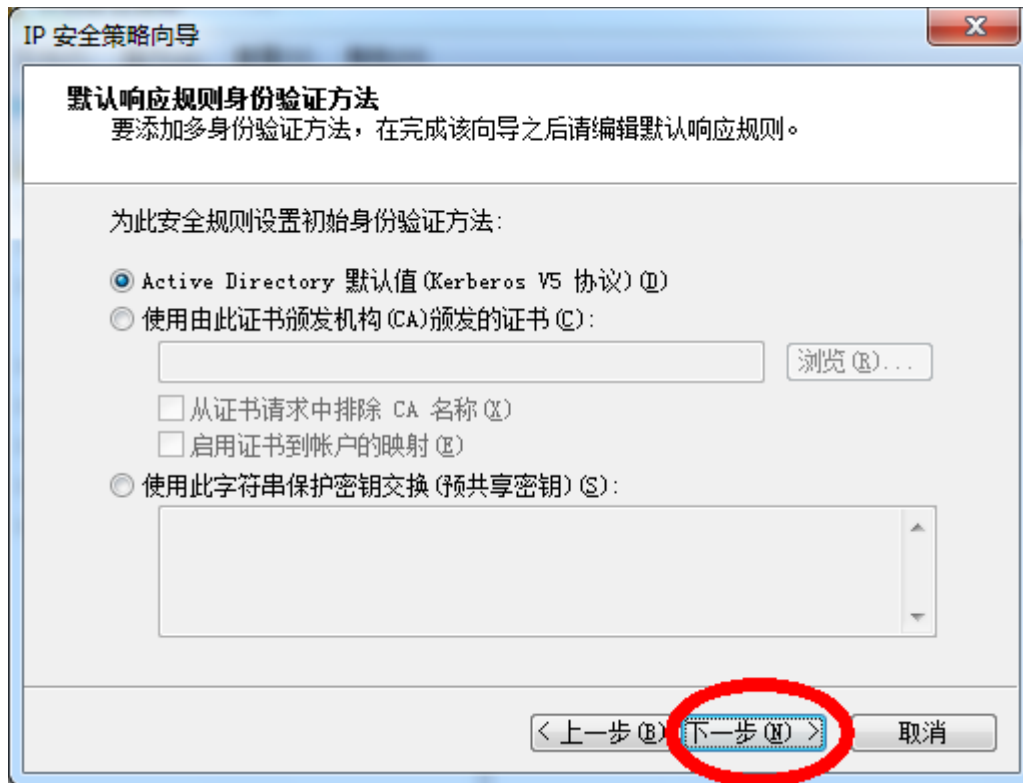 IP 安全策略向导
默认响应规则身份验证方法
要添加多身份验证方法，在完成该向导之后请编辑默认响应规则。
为此安全规则设置初始身份验证方法:
Active Directory 默认值(Kerberos V5 协议)(D)
使用由此证书颁发机构(CA)颁发的证书(C):
浏览(R)...
从证书请求中排除 CA 名称(X)
启用证书到帐户的映射(E)
使用此字符串保护密钥交换(预共享密钥)(S):
< 上一步(B) 下一步(N) > 取消